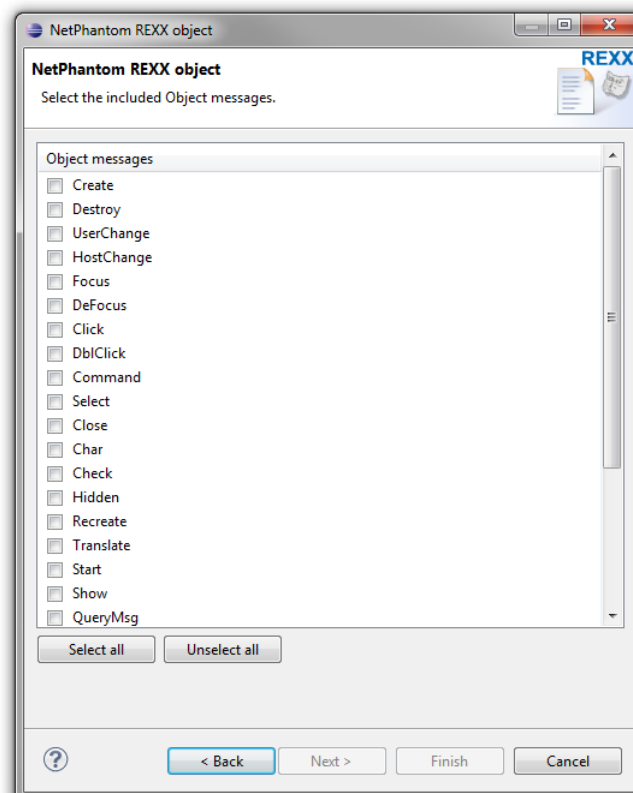 NetPhantom REXX object
NetPhantom REXX object
Select the included Object messages.
REXX
Object messages
Create
Destroy
UserChange
HostChange
Focus
DeFocus
Click
DblClick
Command
Select
Close
Char
Check
Hidden
Recreate
Translate
Start
Show
QueryMsg
Select all Unselect all
? < Back Next > Finish Cancel